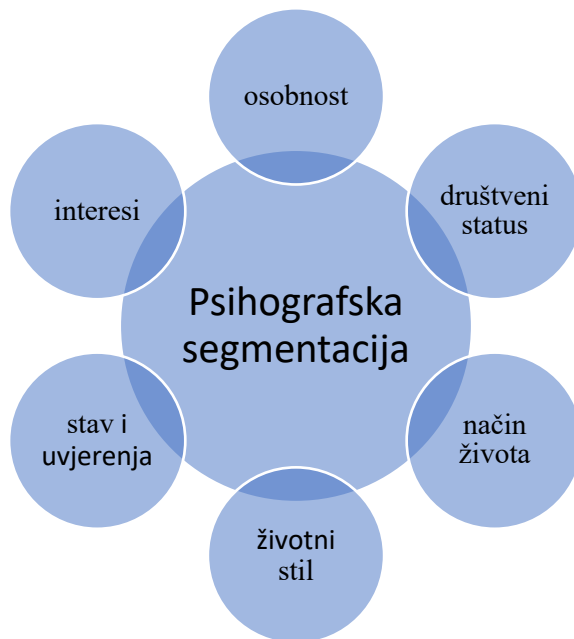 osobnost
društveni
status
način
života
životni
stil
stav i
uvjerenja
interesi
Psihografska
segmentacija